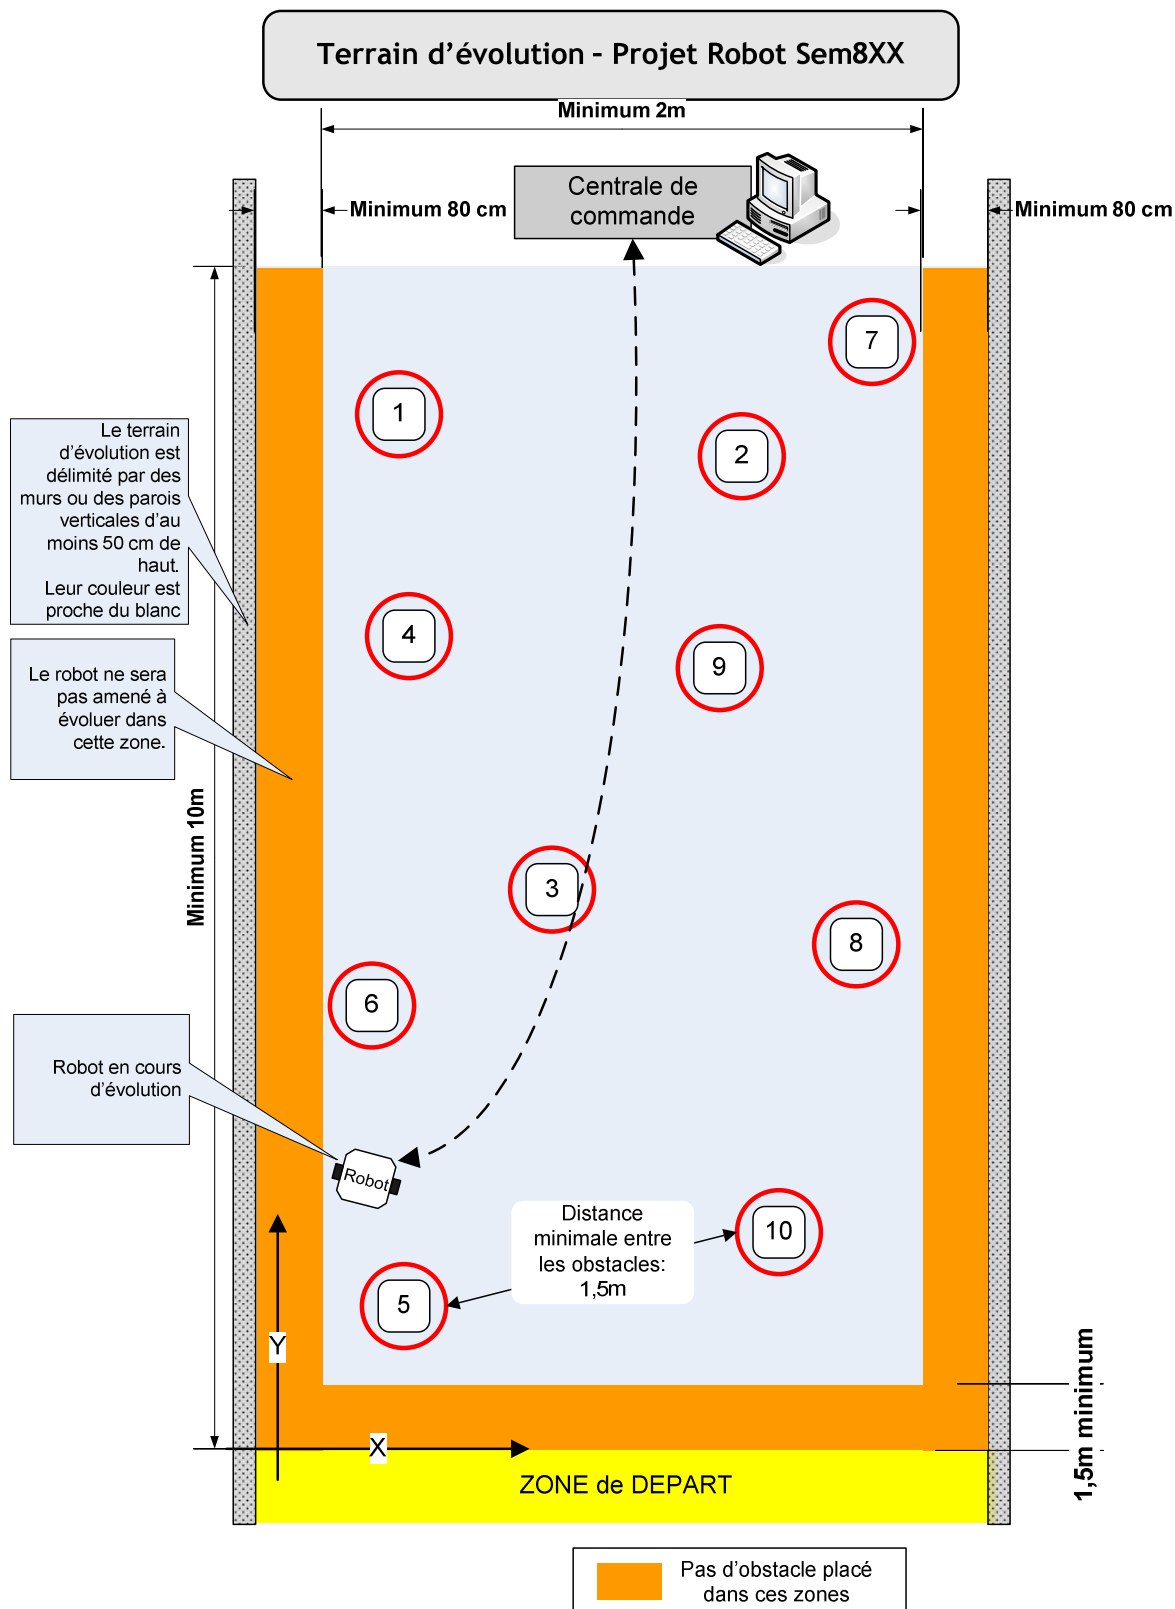 Terrain d'évolution - Projet Robot Sem8XX
Minimum 2m
Centrale de
commande
Minimum 80 cm
Minimum 80 cm
7
1
2
Le terrain
d'évolution est
délimité par des
murs ou des parois
verticales d'au
moins 50 cm de
haut.
Leur couleur est
proche du blanc
4
9
Le robot ne sera
pas amené à
évoluer dans
cette zone.
Minimum 10m
3
8
6
Robot en cours
d'évolution
Robot
Distance
minimale entre
les obstacles:
1,5m
10
5
Y
X
1,5m minimum
ZONE de DEPART
Pas d'obstacle placé
dans ces zones